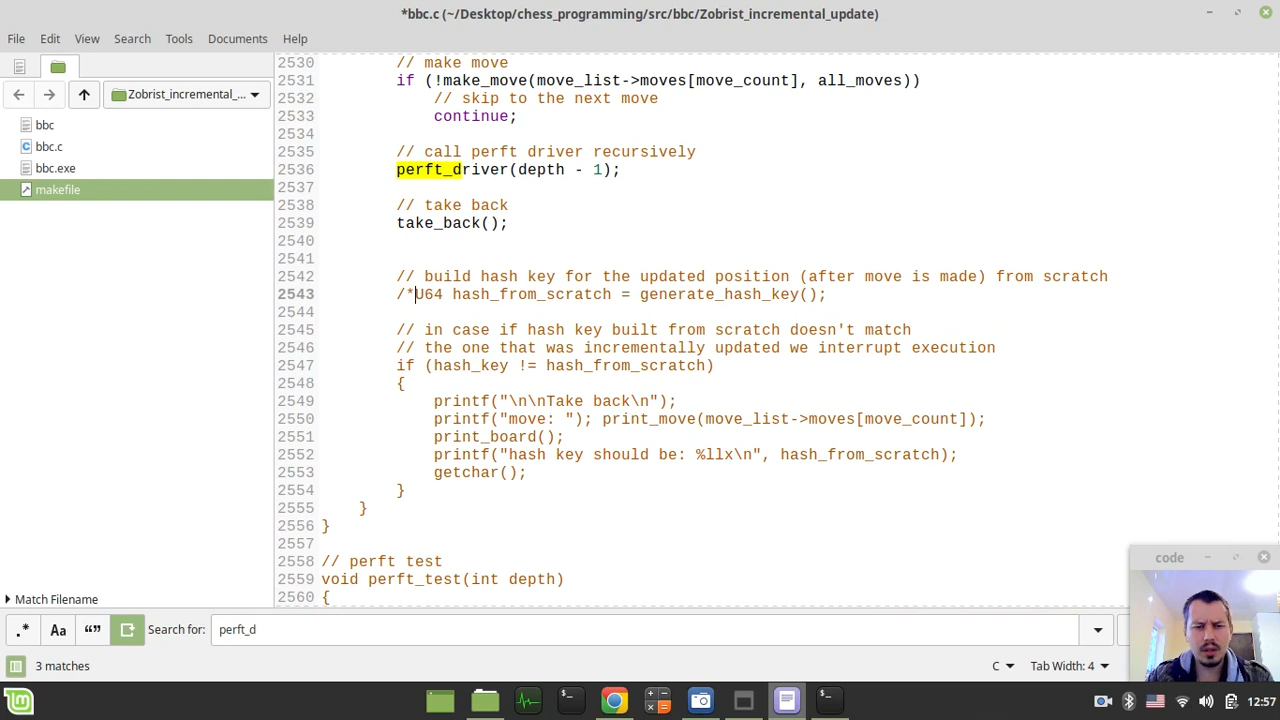 *bbc.c (~/Desktop/chess_programming/src/bbc/Zobrist_incremental_update)
File Edit View Search Tools Documents Help
Zobrist_incremental_...
bbc
bbc.c
bbc.exe
makefile
Match Filename
2530 // make move
2531 if (!make_move(move_list->moves[move_count], all_moves))
2532 // skip to the next move
2533 continue;
2534
2535 // call perft driver recursively
2536 perft_driver(depth - 1);
2537
2538 // take back
2539 take_back();
2540
2541
2542 // build hash key for the updated position (after move is made) from scratch
2543 /*U64 hash_from_scratch = generate_hash_key();
2544
2545 // in case if hash key built from scratch doesn't match
2546 // the one that was incrementally updated we interrupt execution
2547 if (hash_key != hash_from_scratch)
2548 {
2549 printf("\n\nTake back\n");
2550 printf("move: "); print_move(move_list->moves[move_count]);
2551 print_board();
2552 printf("hash key should be: %llx\n", hash_from_scratch);
2553 getchar();
2554 }
2555 }
2556 }
2557
2558 // perft test
2559 void perft_test(int depth)
2560 {
code
.* Aa “” Search for: perft_d
3 matches
C Tab Width: 4
12:57